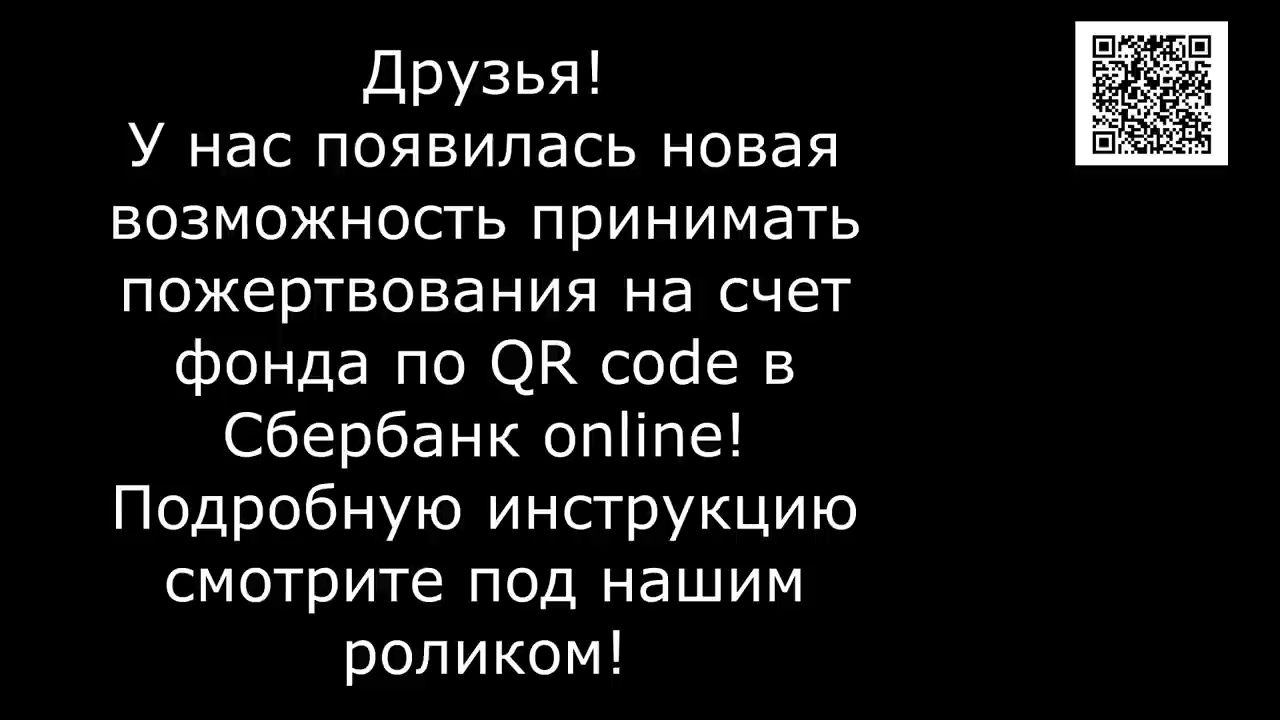 Друзья!
У нас появилась новая
возможность принимать
пожертвования на счет
фонда по QR code в
Сбербанк online!
Подробную инструкцию
смотрите под нашим
роликом!